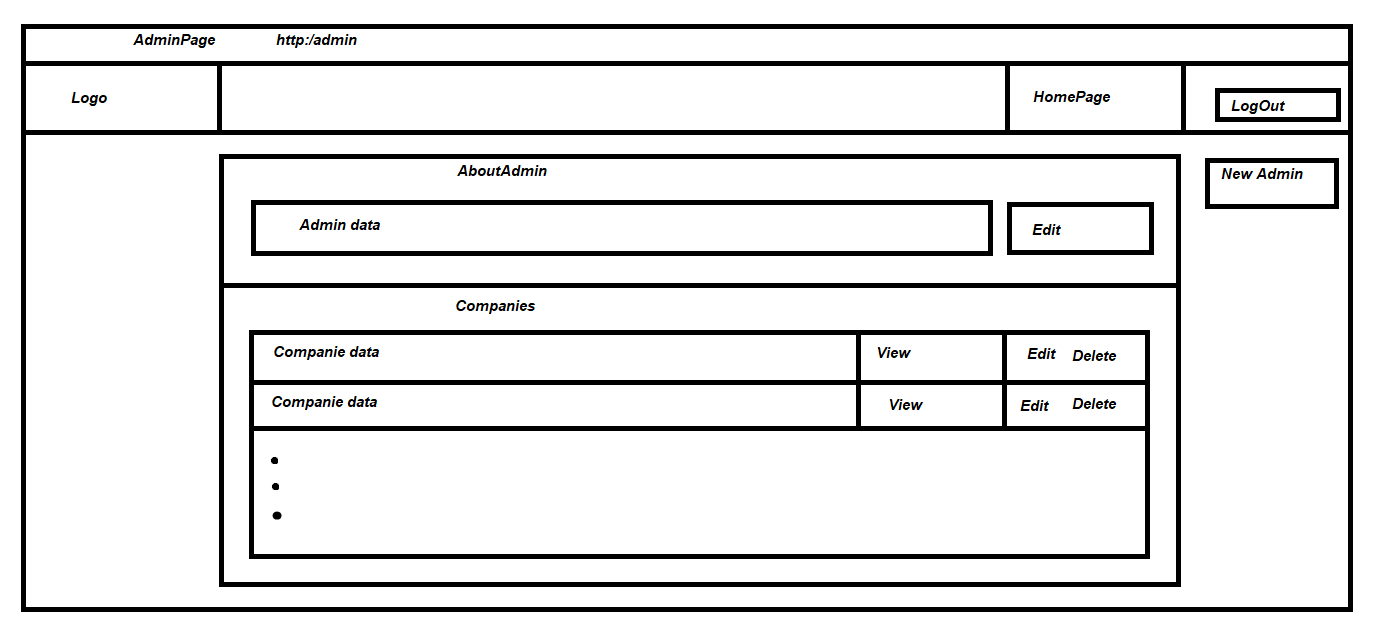 AdminPage http:/admin
Logo HomePage LogOut
AboutAdmin New Admin
Admin data Edit
Companies
Companie data View Edit Delete
Companie data View Edit Delete